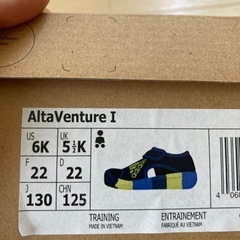 AltaVenture I
US UK
6K 5½K
F D
22 22
J CHN
130 125
TRAINING ENTRAINEMENT
MADE IN VIETNAM FABRIQUÉ AU VIETNAM